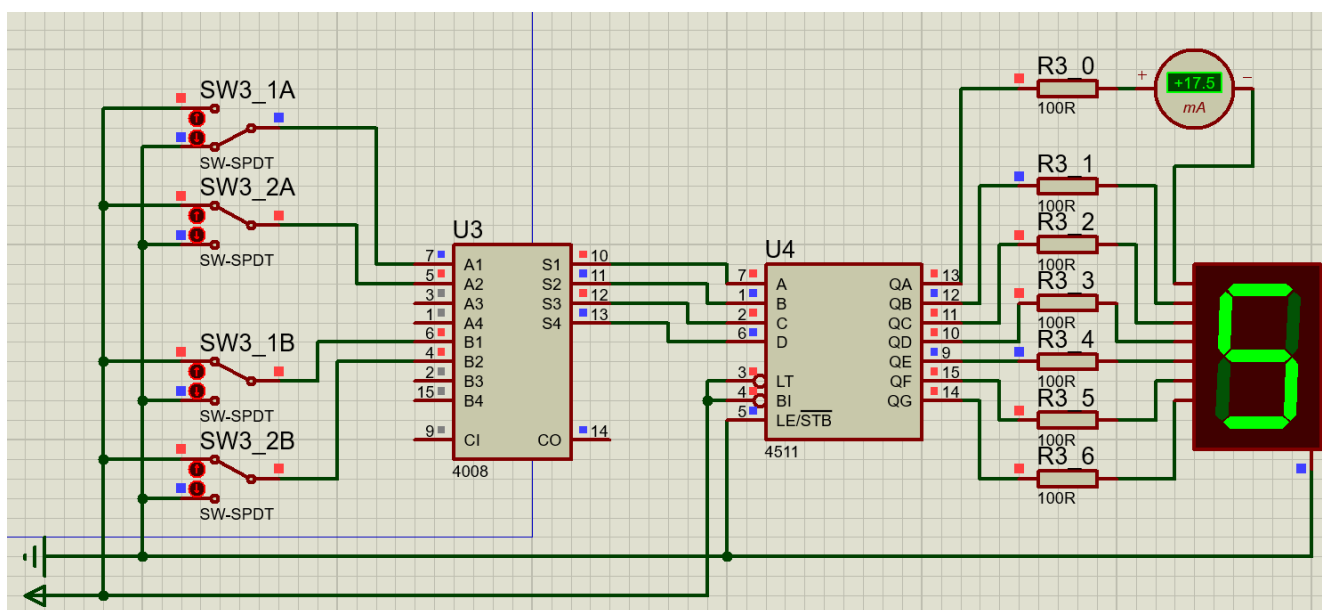 SW3_1A
SW-SPDT
SW3_2A
SW-SPDT
SW3_1B
SW-SPDT
SW3_2B
SW-SPDT
U3
7 A1 S1 10
5 A2 S2 11
3 A3 S3 12
1 A4 S4 13
6 B1
4 B2
2 B3
15 B4
9 CI CO 14
4008
U4
7 A QA 13
1 B QB 12
2 C QC 11
6 D QD 10
QE 9
3 LT QF 15
4 BI QG 14
5 LE/STB
4511
R3_0
100R
+ +17.5 −
mA
R3_1
100R
R3_2
100R
R3_3
100R
R3_4
100R
R3_5
100R
R3_6
100R
5